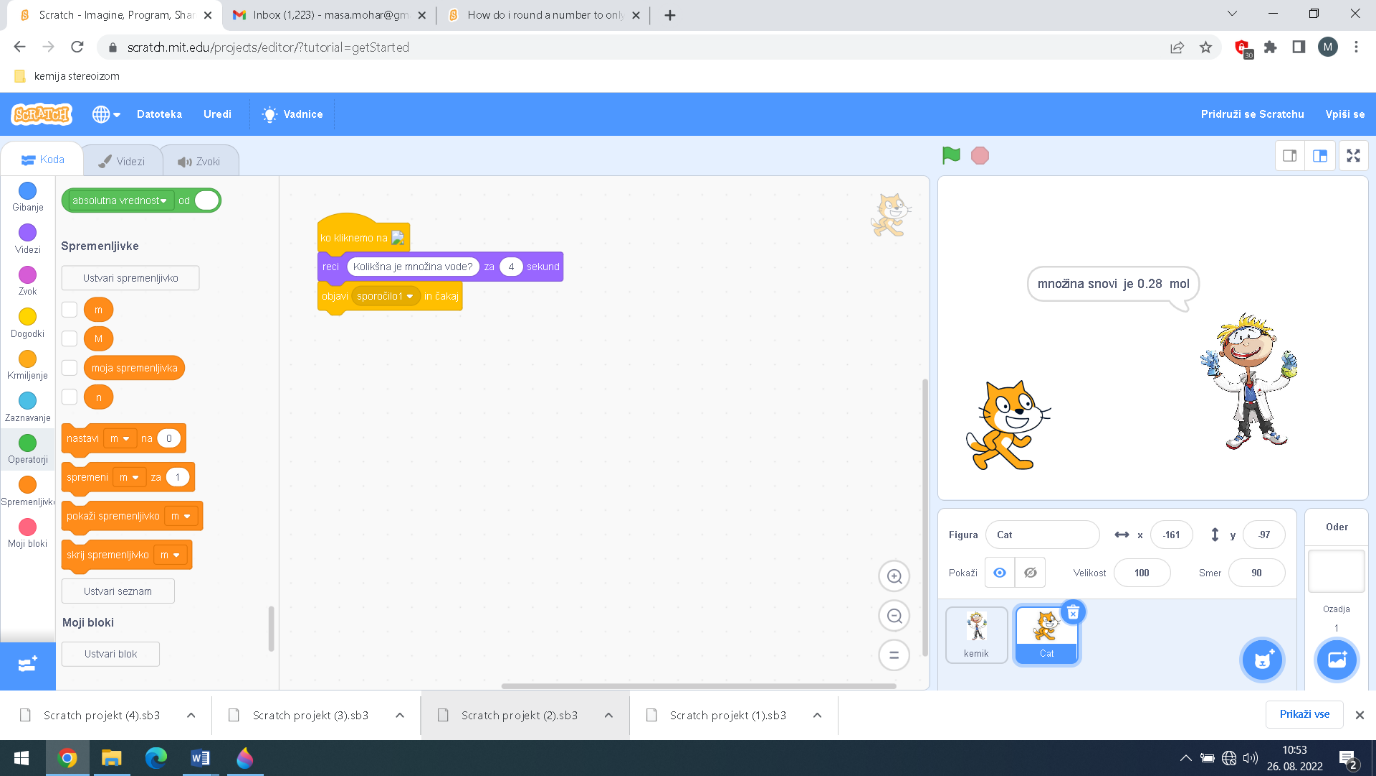 Scratch - Imagine, Program, Shar
Inbox (1,223) - masa.mohar@gm
How do i round a number to only
scratch.mit.edu/projects/editor/?tutorial=getStarted
30
M
kemija stereoizom
SCRATCH
Datoteka
Uredi
Vadnice
Pridruži se Scratchu
Vpiši se
Koda
Videzi
Zvoki
Gibanje
Videzi
Zvok
Dogodki
Krmiljenje
Zaznavanje
Operatorji
Spremenljivke
Moji bloki
absolutna vrednost od
Spremenljivke
Ustvari spremenljivko
m
M
moja spremenljivka
n
nastavi m na 0
spremeni m za 1
pokaži spremenljivko m
skrij spremenljivko m
Ustvari seznam
Moji bloki
Ustvari blok
ko kliknemo na
reci Kolikšna je množina vode? za 4 sekund
objavi sporočilo1 in čakaj
množina snovi je 0.28 mol
Figura
Cat
x
-161
y
-97
Pokaži
Velikost
100
Smer
90
kemik
Cat
Oder
Ozadja
1
Scratch projekt (4).sb3
Scratch projekt (3).sb3
Scratch projekt (2).sb3
Scratch projekt (1).sb3
Prikaži vse
10:53
26. 08. 2022
2